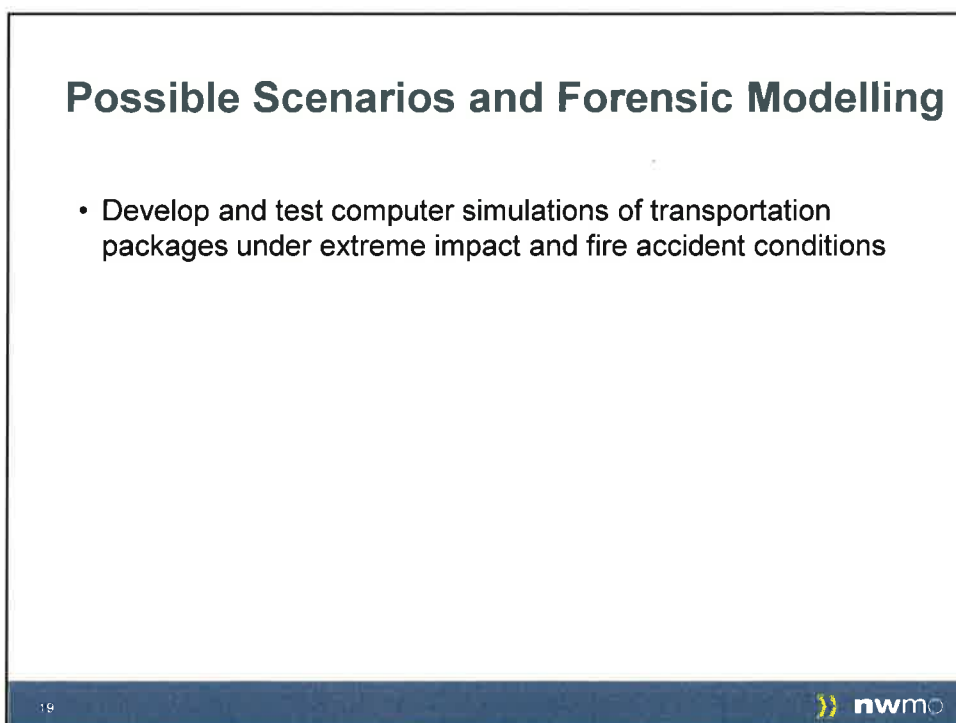 Possible Scenarios and Forensic Modelling
• Develop and test computer simulations of transportation
packages under extreme impact and fire accident conditions
19
nwmo